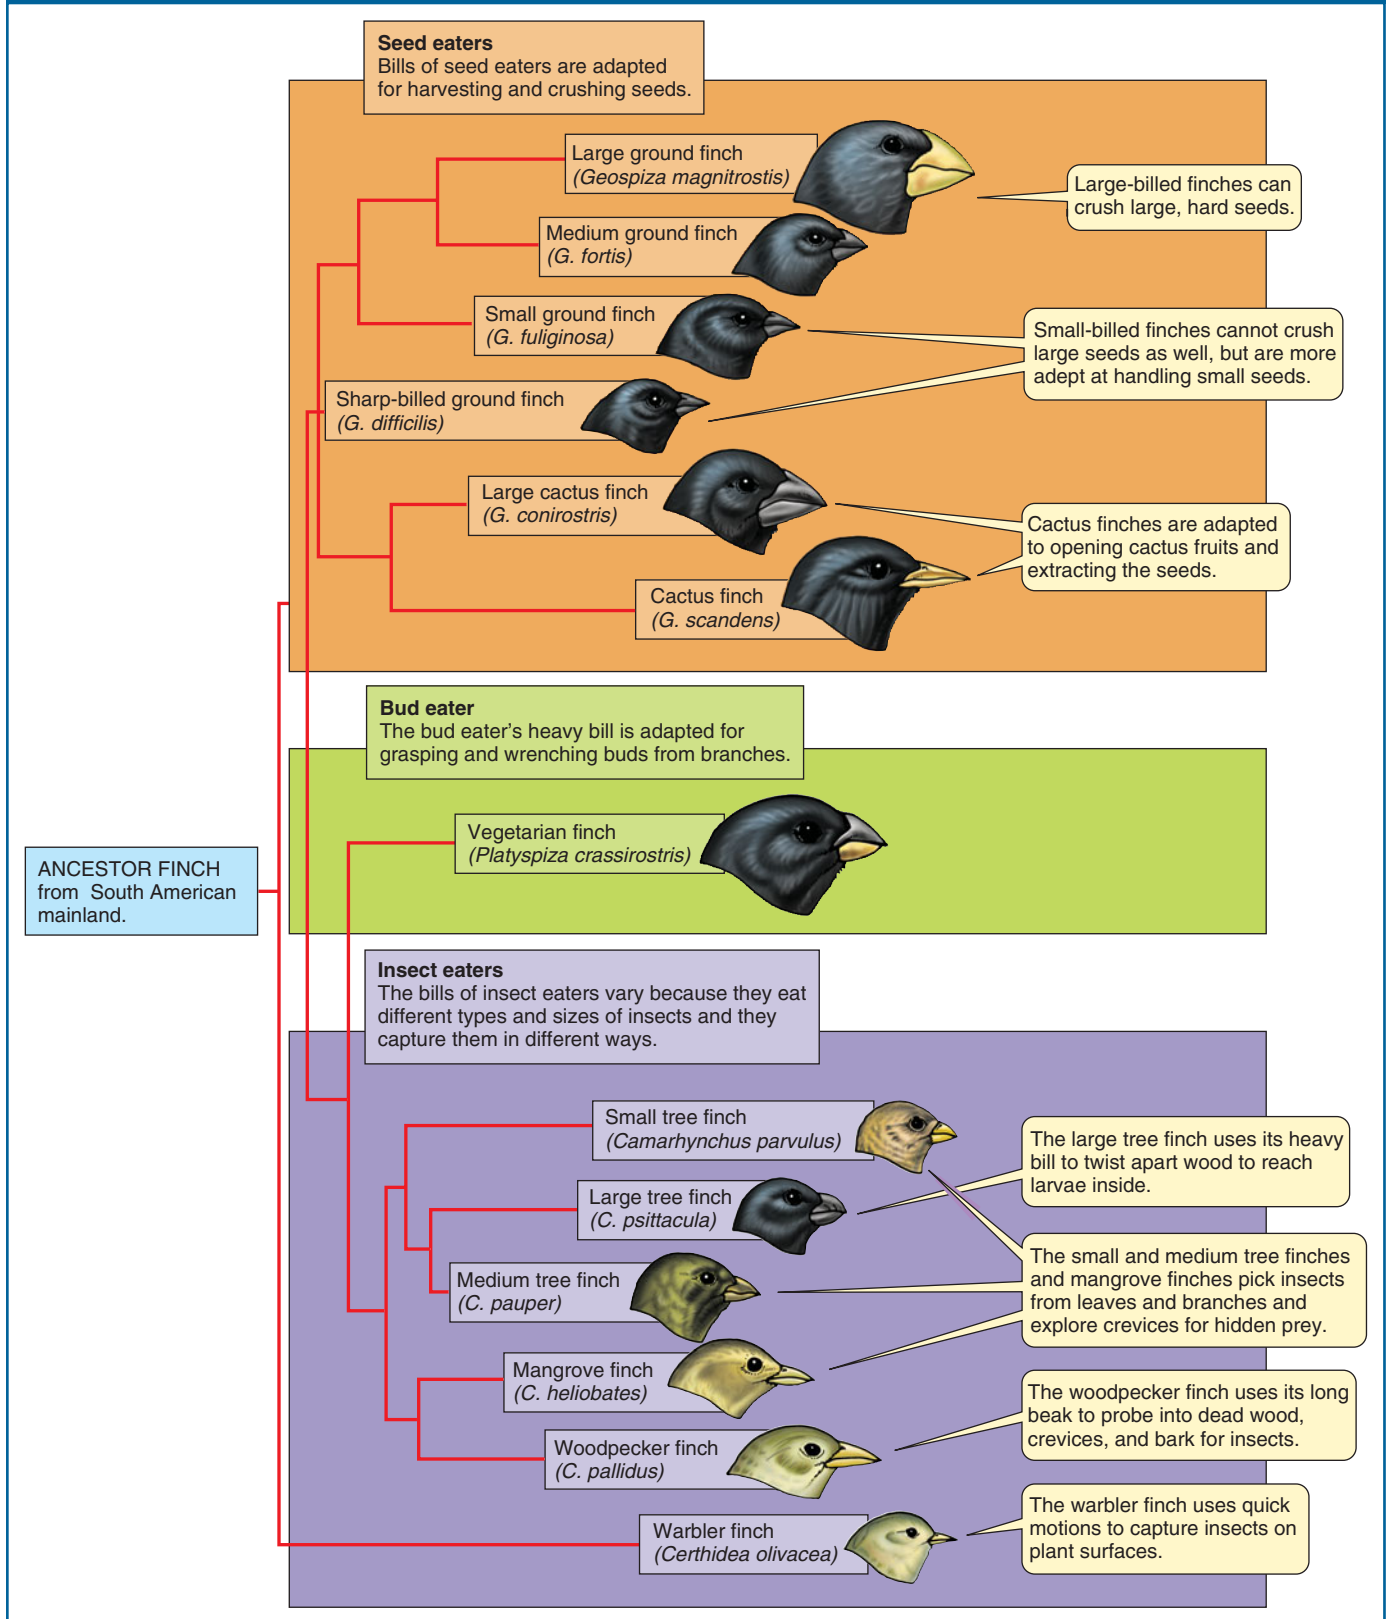 Seed eaters
Bills of seed eaters are adapted
for harvesting and crushing seeds.
Large ground finch
(Geospiza magnitrostis)
Large-billed finches can
crush large, hard seeds.
Medium ground finch
(G. fortis)
Small ground finch
(G. fuliginosa)
Small-billed finches cannot crush
large seeds as well, but are more
adept at handling small seeds.
Sharp-billed ground finch
(G. difficilis)
Large cactus finch
(G. conirostris)
Cactus finches are adapted
to opening cactus fruits and
extracting the seeds.
Cactus finch
(G. scandens)
Bud eater
The bud eater's heavy bill is adapted for
grasping and wrenching buds from branches.
Vegetarian finch
(Platyspiza crassirostris)
ANCESTOR FINCH
from South American
mainland.
Insect eaters
The bills of insect eaters vary because they eat
different types and sizes of insects and they
capture them in different ways.
Small tree finch
(Camarhynchus parvulus)
The large tree finch uses its heavy
bill to twist apart wood to reach
larvae inside.
Large tree finch
(C. psittacula)
The small and medium tree finches
and mangrove finches pick insects
from leaves and branches and
explore crevices for hidden prey.
Medium tree finch
(C. pauper)
Mangrove finch
(C. heliobates)
The woodpecker finch uses its long
beak to probe into dead wood,
crevices, and bark for insects.
Woodpecker finch
(C. pallidus)
The warbler finch uses quick
motions to capture insects on
plant surfaces.
Warbler finch
(Certhidea olivacea)